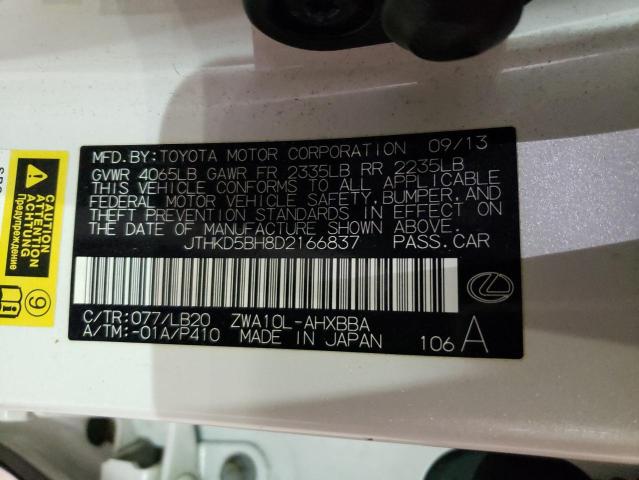 MFD.BY:TOYOTA MOTOR CORPORATION 09/13
GVWR 4065LB GAWR FR 2335LB RR 2235LB
THIS VEHICLE CONFORMS TO ALL APPLICABLE
FEDERAL MOTOR VEHICLE SAFETY,BUMPER,AND
THEFT PREVENTION STANDARDS IN EFFECT ON
THE DATE OF MANUFACTURE SHOWN ABOVE.
JTHKD5BH8D2166837 PASS.CAR
C/TR:077/LB20 ZWA10L-AHXBBA
A/TM:-01A/P410 MADE IN JAPAN
106 A
ATTENTION
ACHTUNG
Предупреждение
9